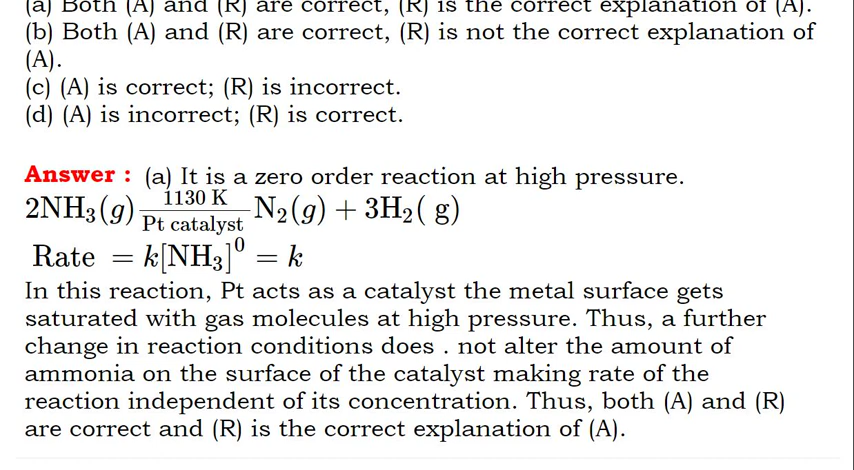 (a) Both (A) and (R) are correct, (R) is the correct explanation of (A).
(b) Both (A) and (R) are correct, (R) is not the correct explanation of
(A).
(c) (A) is correct; (R) is incorrect.
(d) (A) is incorrect; (R) is correct.
Answer : (a) It is a zero order reaction at high pressure.
2NH₃(g) 1130 K / Pt catalyst N₂(g) + 3H₂( g)
Rate = k[NH₃]⁰ = k
In this reaction, Pt acts as a catalyst the metal surface gets
saturated with gas molecules at high pressure. Thus, a further
change in reaction conditions does . not alter the amount of
ammonia on the surface of the catalyst making rate of the
reaction independent of its concentration. Thus, both (A) and (R)
are correct and (R) is the correct explanation of (A).